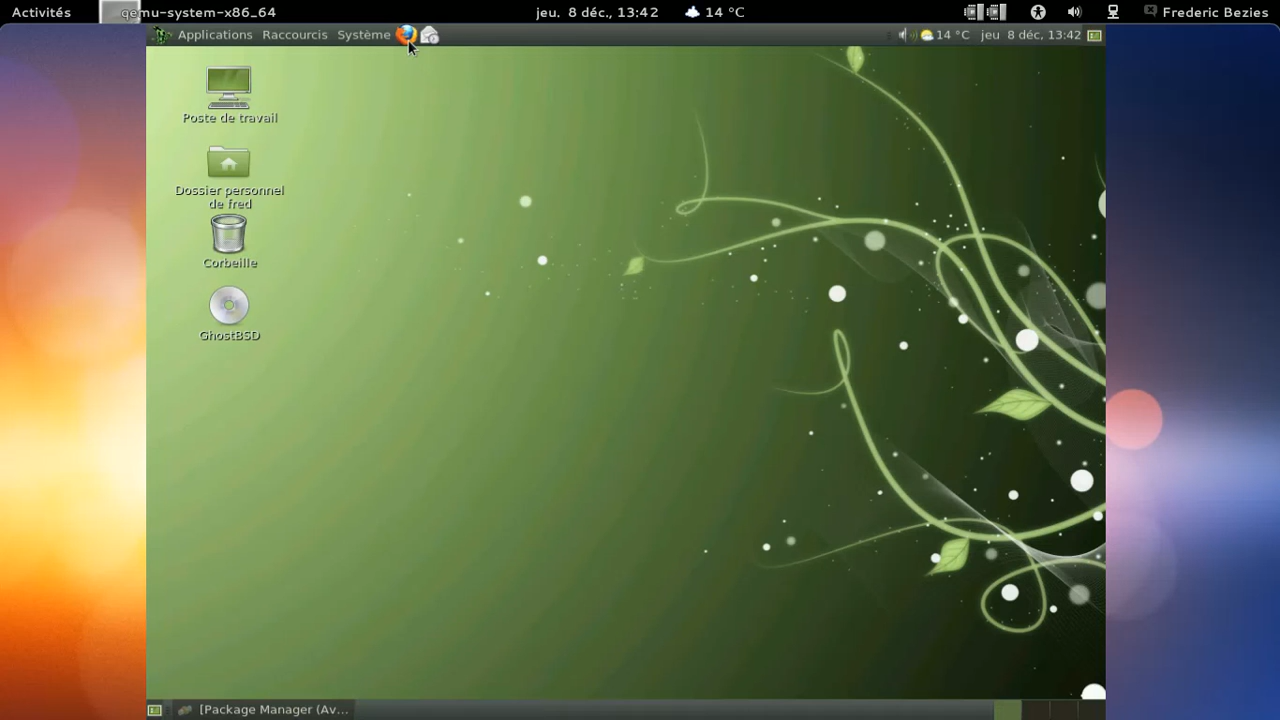 Activités
qemu-system-x86_64
jeu. 8 déc., 13:42
14 °C
Frederic Bezies
Applications Raccourcis Système
14 °C
jeu 8 déc, 13:42
Poste de travail
Dossier personnel
de fred
Corbeille
GhostBSD
[Package Manager (Av...